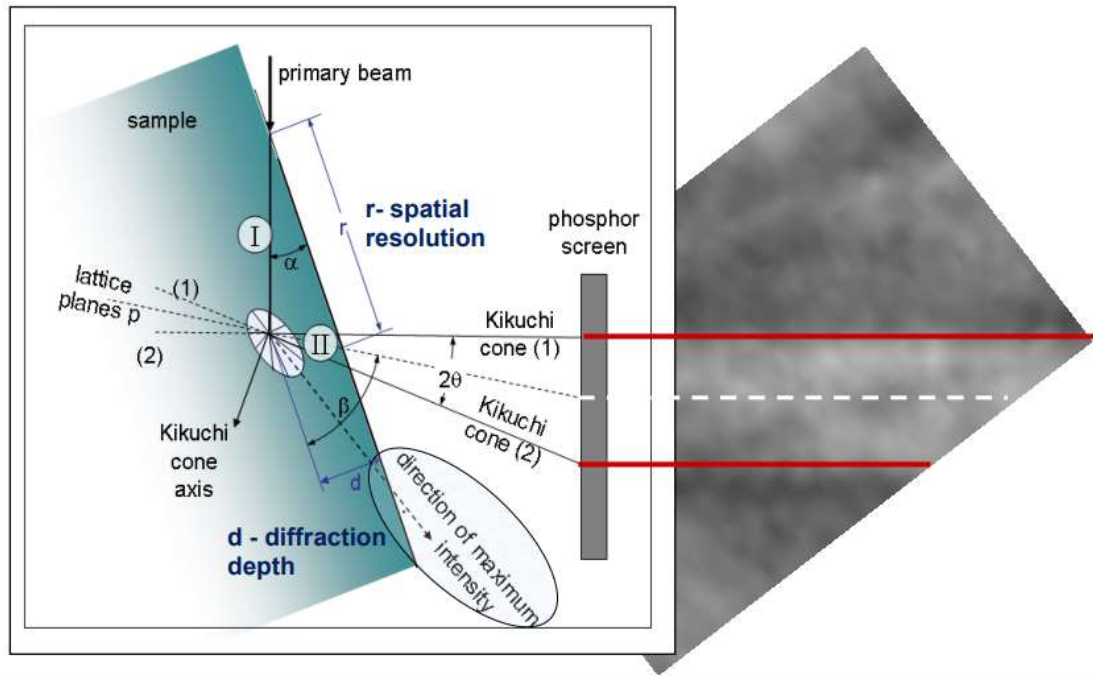 primary beam
sample
r- spatial
resolution
r
phosphor
screen
I
α
lattice
planes p
(1)
(2)
II
Kikuchi
cone (1)
2θ
β
Kikuchi
cone (2)
Kikuchi
cone
axis
d
d - diffraction
depth
direction of maximum
intensity